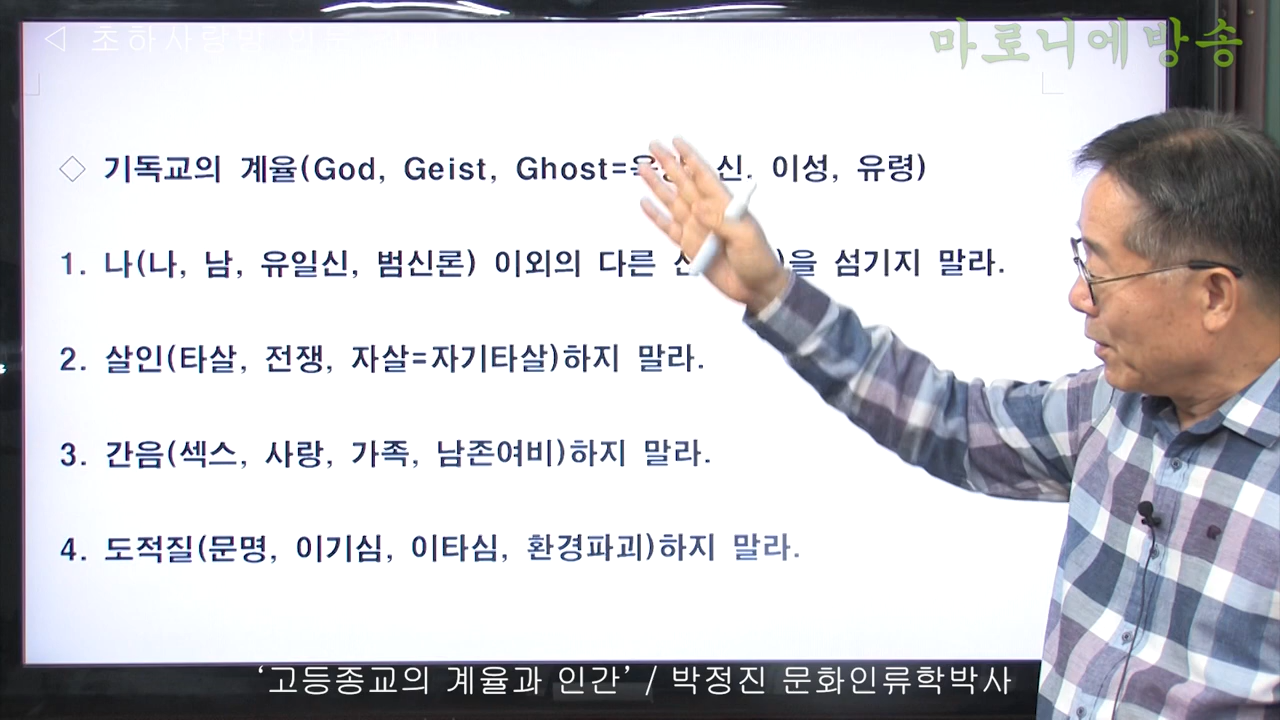 마로니에방송
◇ 기독교의 계율(God, Geist, Ghost= 신. 이성, 유령)
1. 나(나, 남, 유일신, 범신론) 이외의 다른 )을 섬기지 말라.
2. 살인(타살, 전쟁, 자살=자기타살)하지 말라.
3. 간음(섹스, 사랑, 가족, 남존여비)하지 말라.
4. 도적질(문명, 이기심, 이타심, 환경파괴)하지 말라.
‘고등종교의 계율과 인간’ / 박정진 문화인류학박사